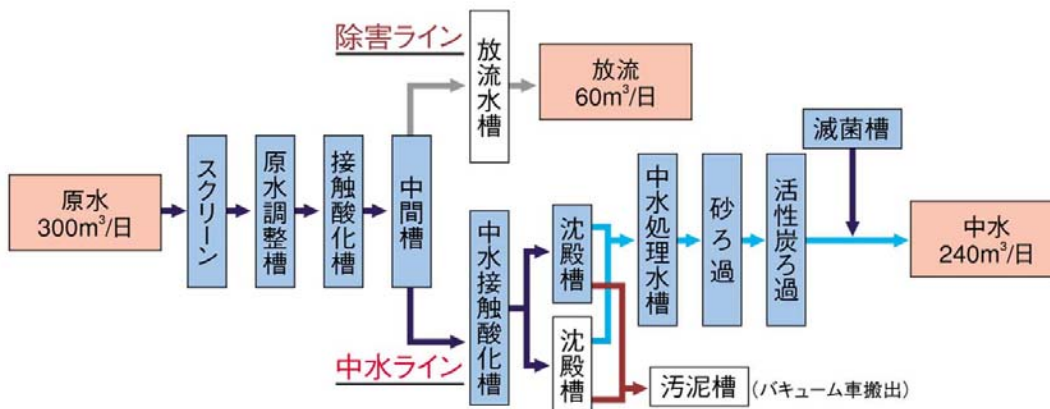 除害ライン
放流水槽
放流
60m³/日
滅菌槽
原水
300m³/日
スクリーン
原水調整槽
接触酸化槽
中間槽
中水接触酸化槽
沈殿槽
沈殿槽
中水処理水槽
砂ろ過
活性炭ろ過
中水
240m³/日
中水ライン
汚泥槽(バキューム車搬出)